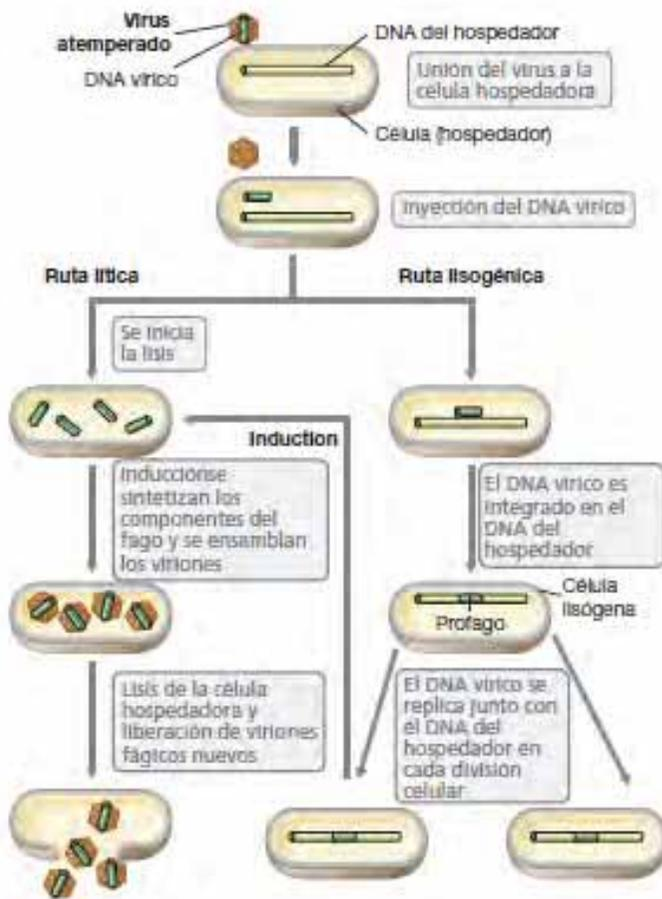 Virus
atemperado
DNA vírico
DNA del hospedador
Unión del virus a la
célula hospedadora
Célula (hospedador)
Inyección del DNA vírico
Ruta lítica
Ruta lisogénica
Se inicia
la lisis
Induction
Inducciónse
sintetizan los
componentes del
fago y se ensamblan
los viriones
El DNA vírico es
integrado en el
DNA del
hospedador
Célula
lisógena
Profago
Lisis de la célula
hospedadora y
liberación de viriones
fágicos nuevos
El DNA vírico se
replica junto con
el DNA del
hospedador en
cada división
celular